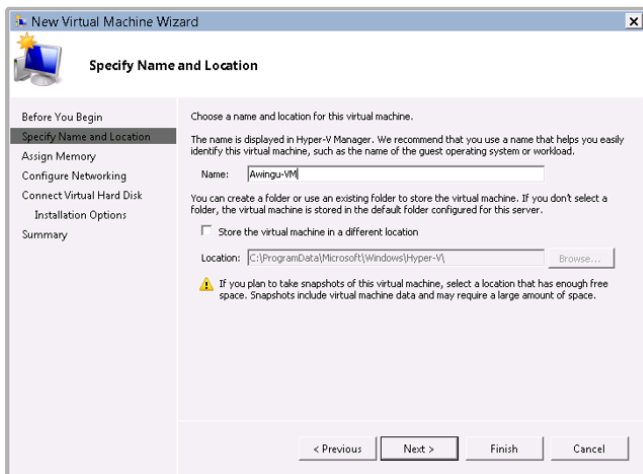 New Virtual Machine Wizard
Specify Name and Location
Before You Begin
Specify Name and Location
Assign Memory
Configure Networking
Connect Virtual Hard Disk
Installation Options
Summary
Choose a name and location for this virtual machine.
The name is displayed in Hyper-V Manager. We recommend that you use a name that helps you easily
identify this virtual machine, such as the name of the guest operating system or workload.
Name: Awingu-VM
You can create a folder or use an existing folder to store the virtual machine. If you don't select a
folder, the virtual machine is stored in the default folder configured for this server.
Store the virtual machine in a different location
Location: C:\ProgramData\Microsoft\Windows\Hyper-V\ Browse...
If you plan to take snapshots of this virtual machine, select a location that has enough free
space. Snapshots include virtual machine data and may require a large amount of space.
< Previous Next > Finish Cancel